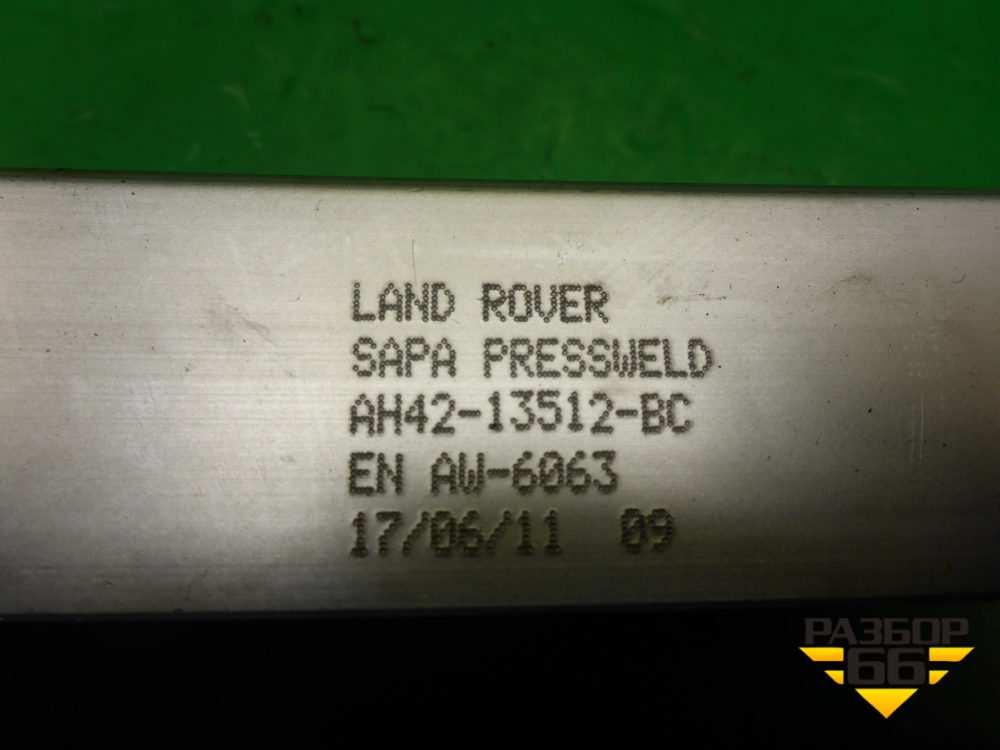 LAND ROVER
SAPA PRESSWELD
AH42-13512-BC
EN AW-6063
17/06/11 09
РАЗБОР
66